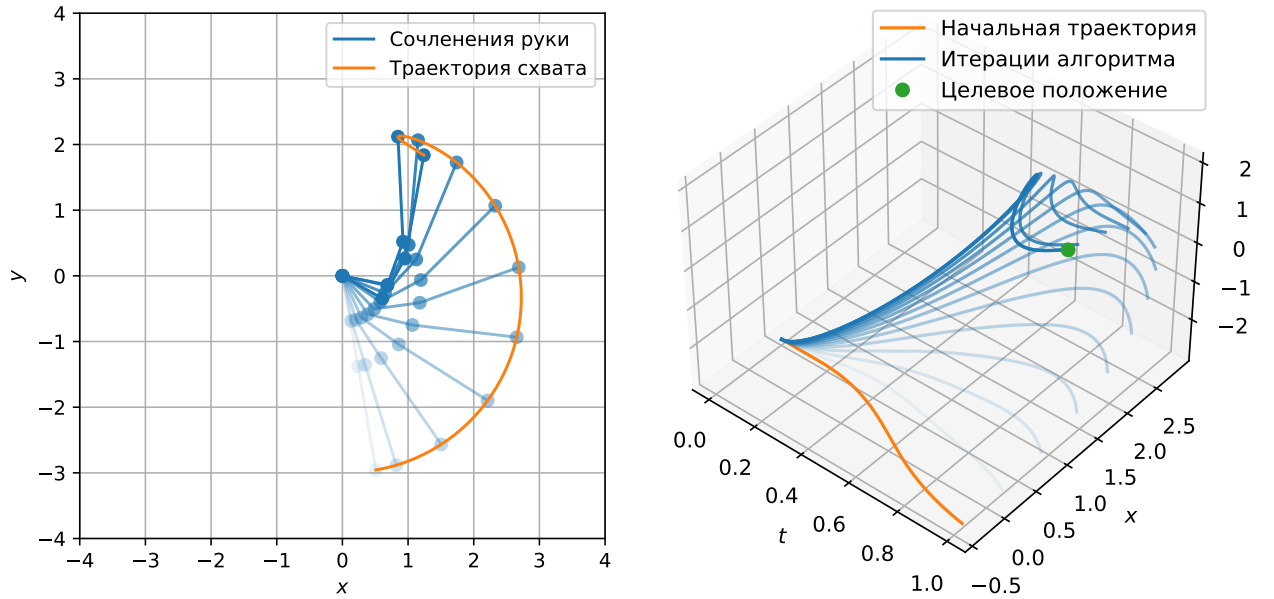 Сочленения руки
Траектория схвата
4
3
2
1
0
−1
−2
−3
−4
y
−4 −3 −2 −1 0 1 2 3 4
x
Начальная траектория
Итерации алгоритма
Целевое положение
2
1
0
−1
−2
0.0
0.2
0.4
0.6
0.8
1.0
t
−0.5
0.0
0.5
1.0
1.5
2.0
2.5
x